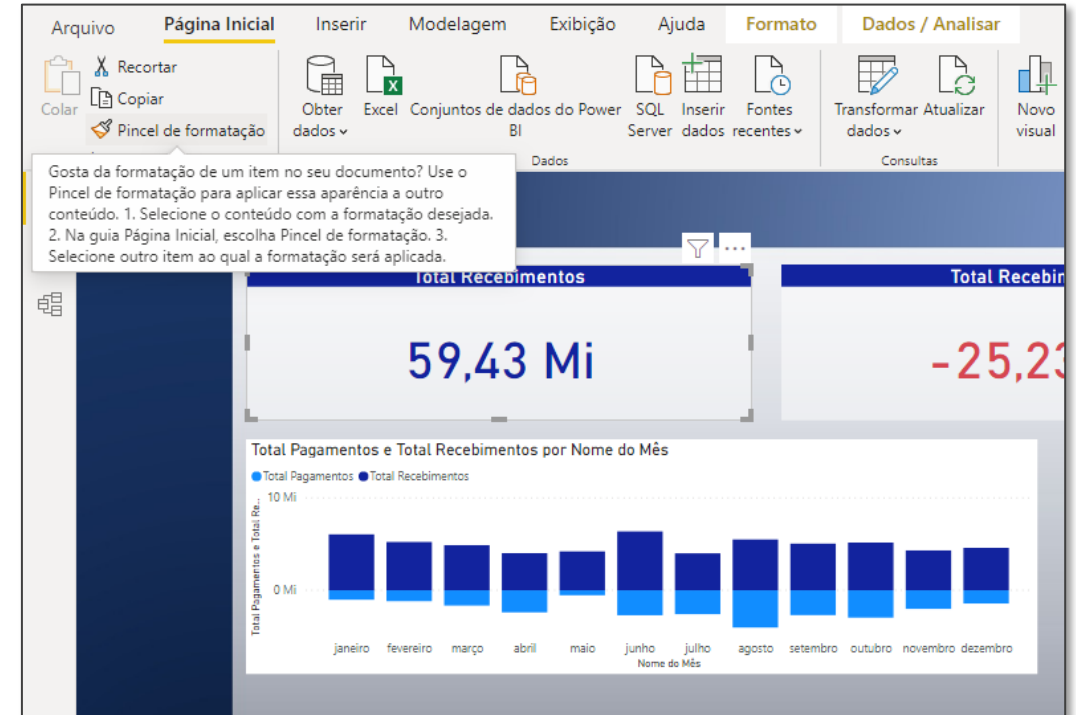 Arquivo Página Inicial Inserir Modelagem Exibição Ajuda Formato Dados / Analisar
Colar
Recortar
Copiar
Pincel de formatação
Obter dados
Excel
Conjuntos de dados do Power BI
SQL Server
Inserir dados
Fontes recentes
Transformar dados
Atualizar
Novo visual
Dados
Consultas
Gosta da formatação de um item no seu documento? Use o
Pincel de formatação para aplicar essa aparência a outro
conteúdo. 1. Selecione o conteúdo com a formatação desejada.
2. Na guia Página Inicial, escolha Pincel de formatação. 3.
Selecione outro item ao qual a formatação será aplicada.
Total Recebimentos
59,43 Mi
Total Recebim
-25,23
Total Pagamentos e Total Recebimentos por Nome do Mês
Total Pagamentos Total Recebimentos
Total Pagamentos e Total Re...
10 Mi
0 Mi
janeiro fevereiro março abril maio junho julho agosto setembro outubro novembro dezembro
Nome do Mês